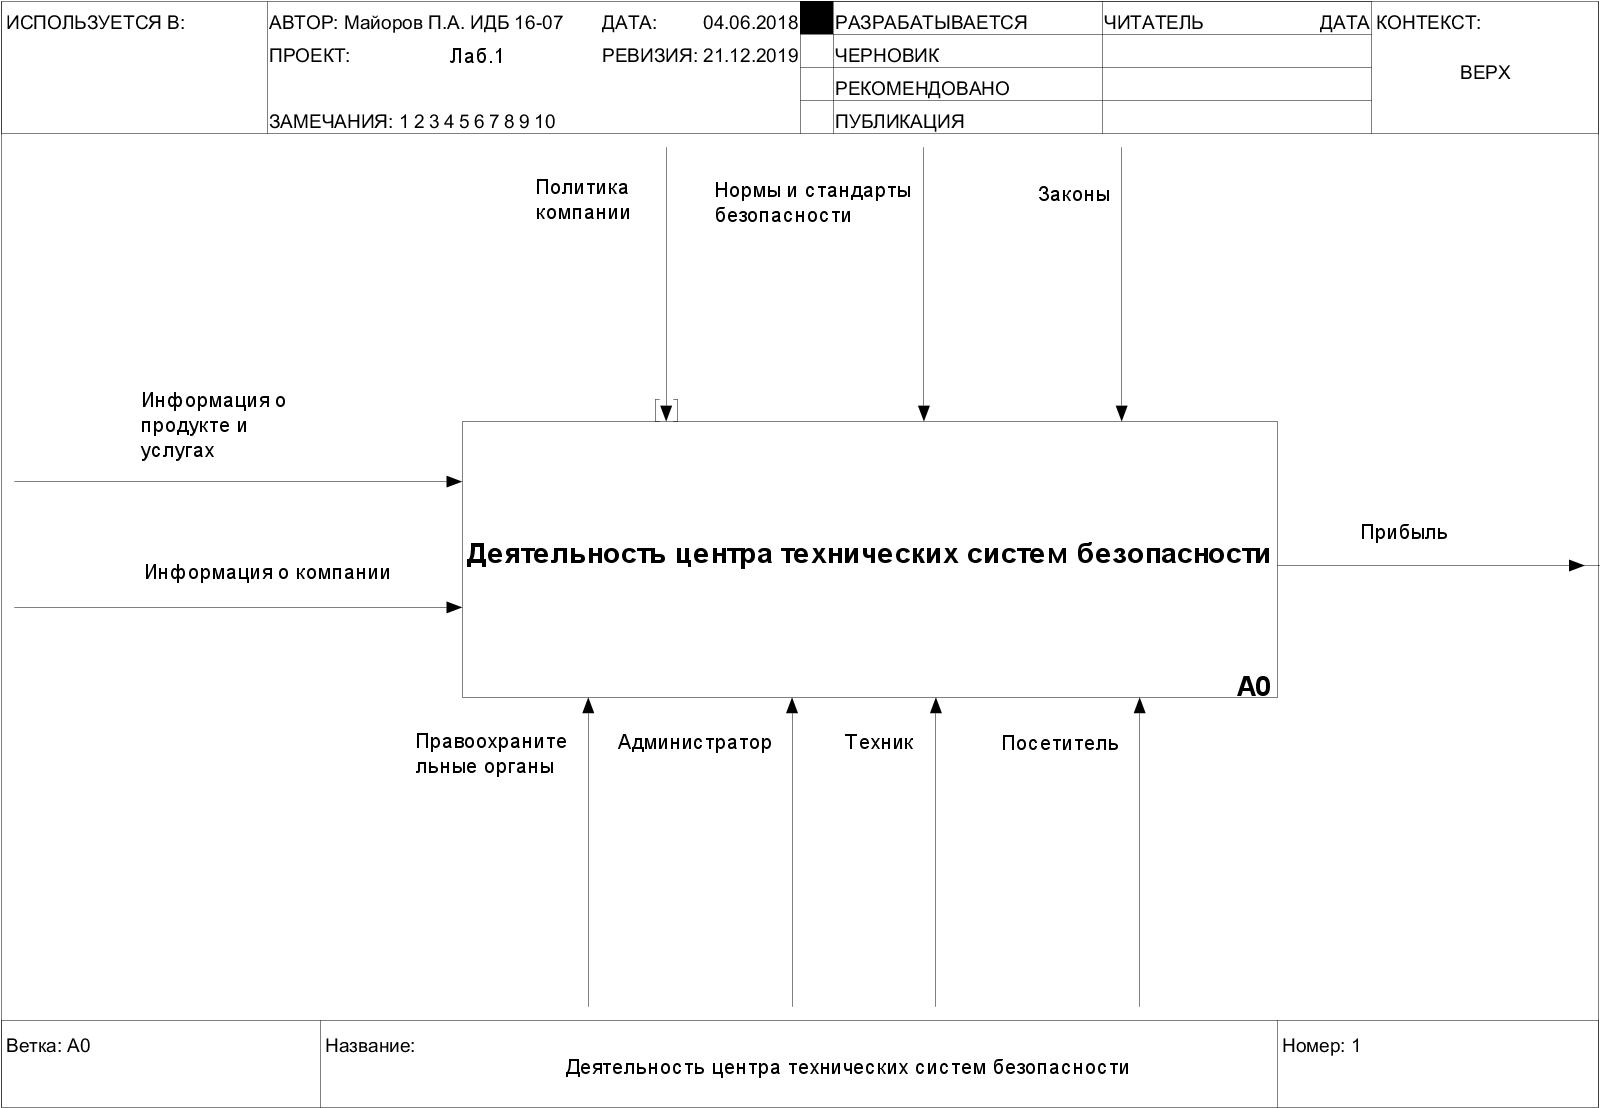 ИСПОЛЬЗУЕТСЯ В:
АВТОР: Майоров П.А. ИДБ 16-07
ДАТА: 04.06.2018
ПРОЕКТ: Лаб.1
РЕВИЗИЯ: 21.12.2019
ЗАМЕЧАНИЯ: 1 2 3 4 5 6 7 8 9 10
РАЗРАБАТЫВАЕТСЯ
ЧЕРНОВИК
РЕКОМЕНДОВАНО
ПУБЛИКАЦИЯ
ЧИТАТЕЛЬ
ДАТА
КОНТЕКСТ:
ВЕРХ
Политика
компании
Нормы и стандарты
безопасности
Законы
Информация о
продукте и
услугах
Информация о компании
Деятельность центра технических систем безопасности
A0
Прибыль
Правоохраните
льные органы
Администратор
Техник
Посетитель
Ветка: A0
Название:
Деятельность центра технических систем безопасности
Номер: 1